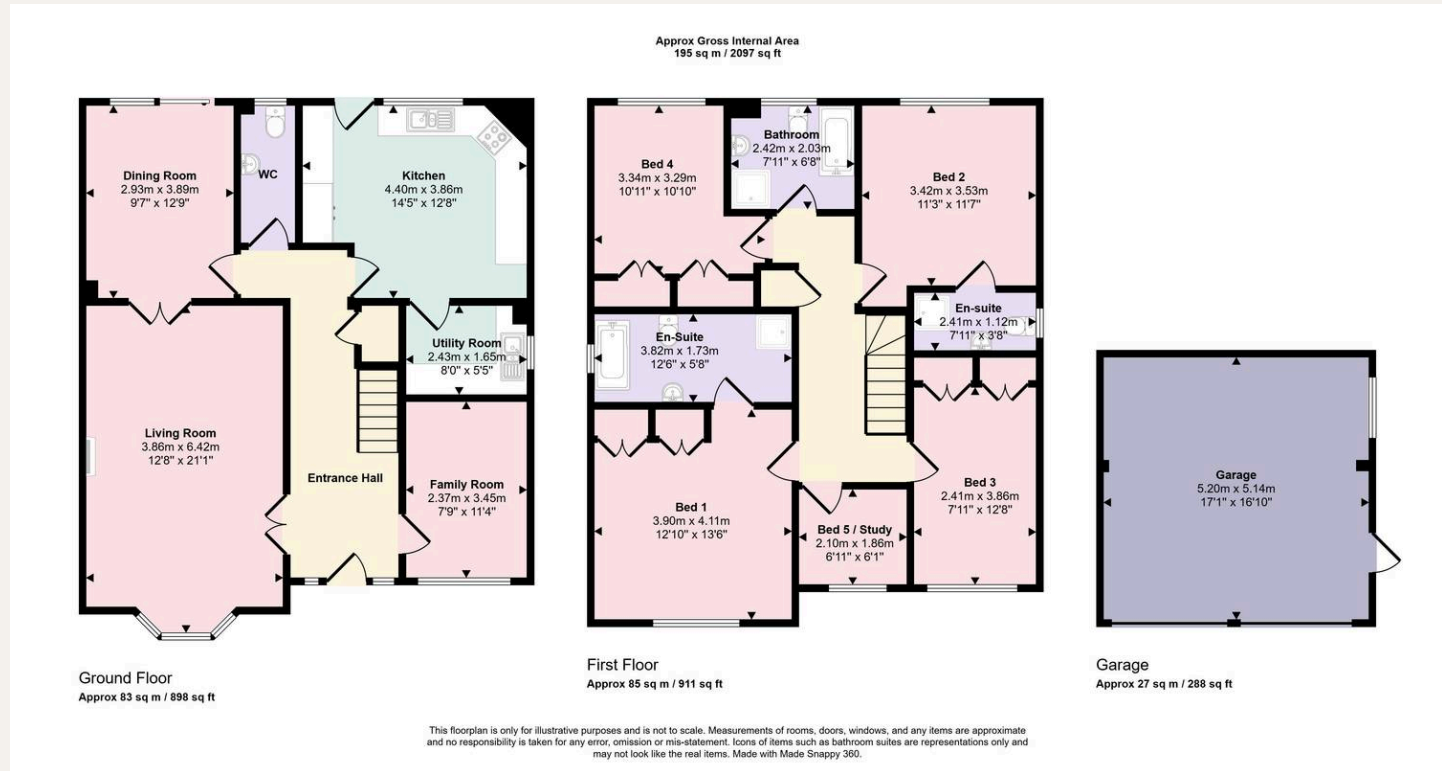 Approx Gross Internal Area
195 sq m / 2097 sq ft
Dining Room
2.93m x 3.89m
9'7" x 12'9"
WC
Kitchen
4.40m x 3.86m
14'5" x 12'8"
Utility Room
2.43m x 1.65m
8'0" x 5'5"
Living Room
3.86m x 6.42m
12'8" x 21'1"
Entrance Hall
Family Room
2.37m x 3.45m
7'9" x 11'4"
Ground Floor
Approx 83 sq m / 898 sq ft
Bed 4
3.34m x 3.29m
10'11" x 10'10"
Bathroom
2.42m x 2.03m
7'11" x 6'8"
Bed 2
3.42m x 3.53m
11'3" x 11'7"
En-Suite
3.82m x 1.73m
12'6" x 5'8"
En-suite
2.41m x 1.12m
7'11" x 3'8"
Bed 1
3.90m x 4.11m
12'10" x 13'6"
Bed 5 / Study
2.10m x 1.86m
6'11" x 6'1"
Bed 3
2.41m x 3.86m
7'11" x 12'8"
First Floor
Approx 85 sq m / 911 sq ft
Garage
5.20m x 5.14m
17'1" x 16'10"
Garage
Approx 27 sq m / 288 sq ft
This floorplan is only for illustrative purposes and is not to scale. Measurements of rooms, doors, windows, and any items are approximate
and no responsibility is taken for any error, omission or mis-statement. Icons of items such as bathroom suites are representations only and
may not look like the real items. Made with Made Snappy 360.